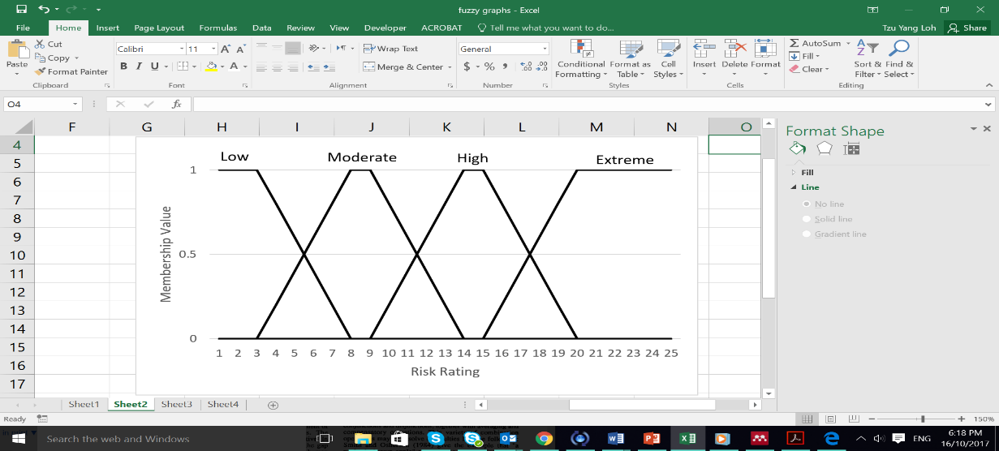 fuzzy graphs - Excel
File Home Insert Page Layout Formulas Data Review View Developer ACROBAT Tell me what you want to do... Tzu Yang Loh Share
Paste Cut Copy Format Painter
Clipboard
Calibri 11
B I U
Font
Wrap Text
Merge & Center
Alignment
General
$ % ,
Number
Conditional Formatting Format as Table Cell Styles
Styles
Insert Delete Format
Cells
AutoSum
Fill
Clear
Sort & Filter Find & Select
Editing
O4 fx
F G H I J K L M N O
4
5
6
7
8
9
10
11
12
13
14
15
16
17
Low Moderate High Extreme
1
0.5
0
Membership Value
1 2 3 4 5 6 7 8 9 10 11 12 13 14 15 16 17 18 19 20 21 22 23 24 25
Risk Rating
Format Shape
Fill
Line
No line
Solid line
Gradient line
Sheet1 Sheet2 Sheet3 Sheet4
Ready 150%
Search the web and Windows
ENG 6:18 PM
16/10/2017